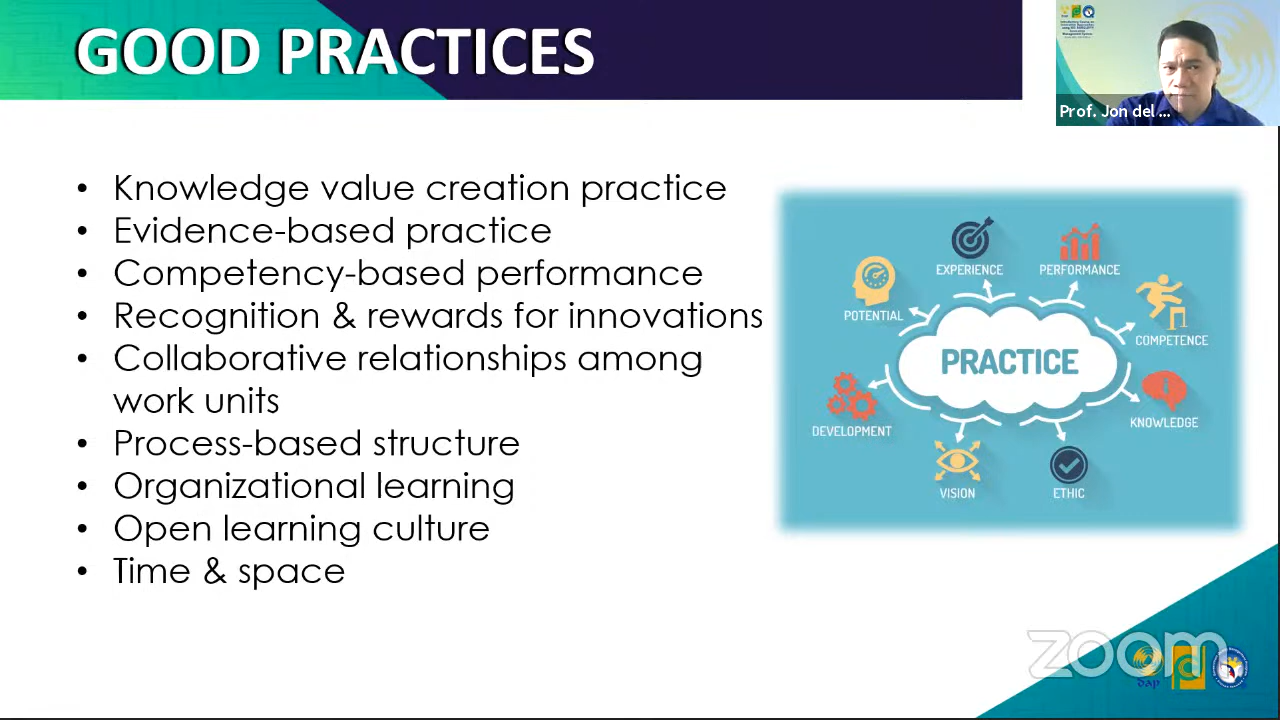 GOOD PRACTICES
Prof. Jon del ...
• Knowledge value creation practice
• Evidence-based practice
• Competency-based performance
• Recognition & rewards for innovations
• Collaborative relationships among
work units
• Process-based structure
• Organizational learning
• Open learning culture
• Time & space
EXPERIENCE
PERFORMANCE
POTENTIAL
COMPETENCE
PRACTICE
KNOWLEDGE
DEVELOPMENT
VISION
ETHIC
zoom
dap